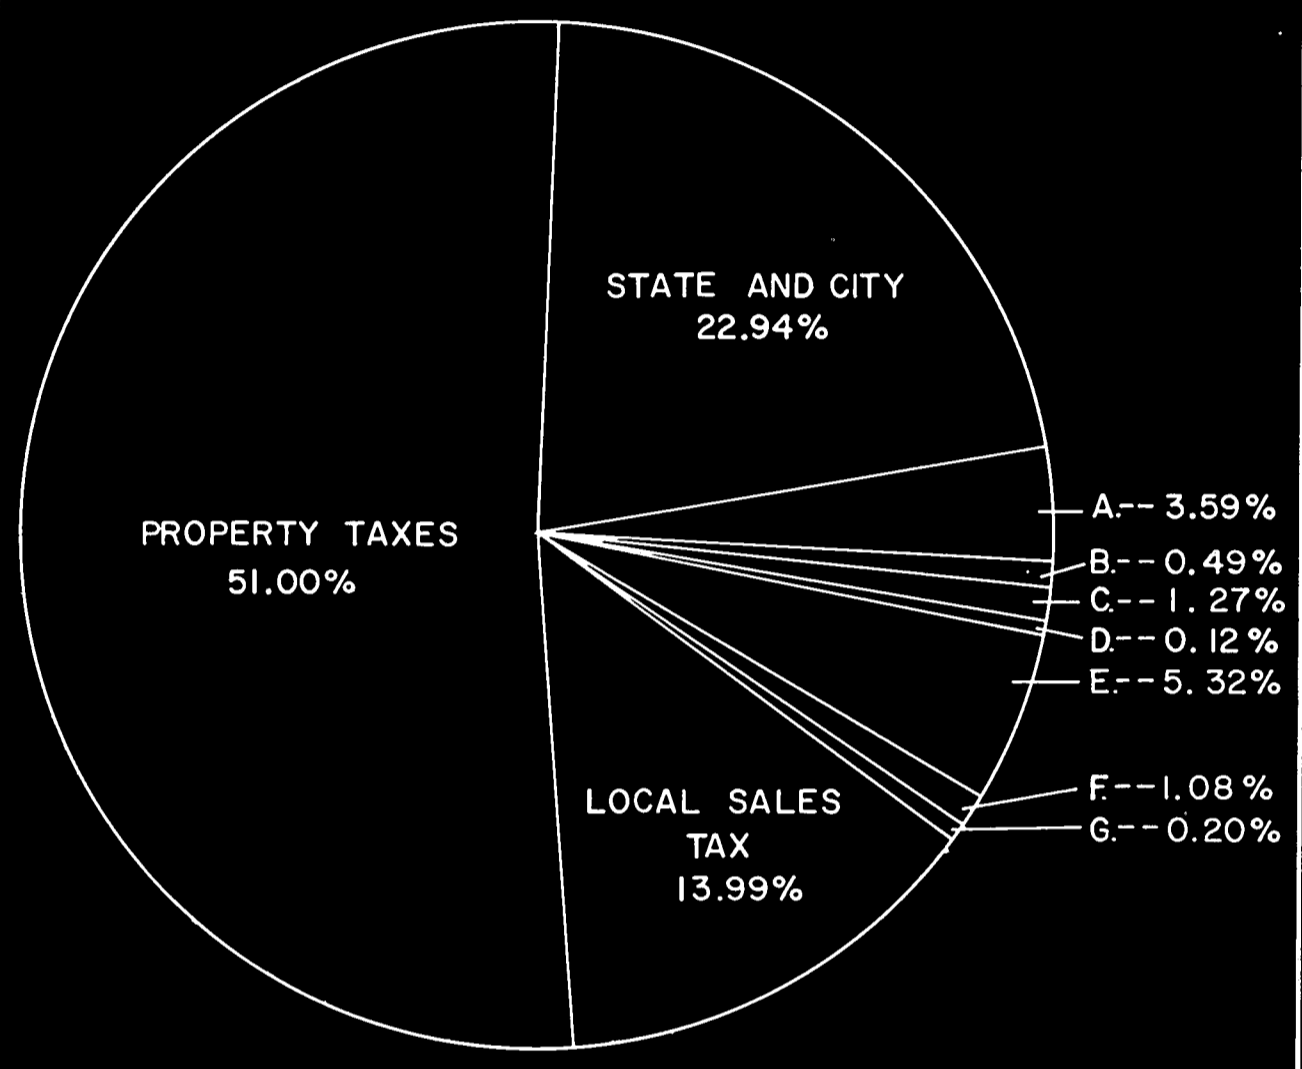 STATE AND CITY
22.94%
PROPERTY TAXES
51.00%
A.-- 3.59%
B.-- 0.49%
C.-- 1.27%
D.-- 0.12%
E.-- 5.32%
F.-- 1.08%
G.-- 0.20%
LOCAL SALES
TAX
13.99%